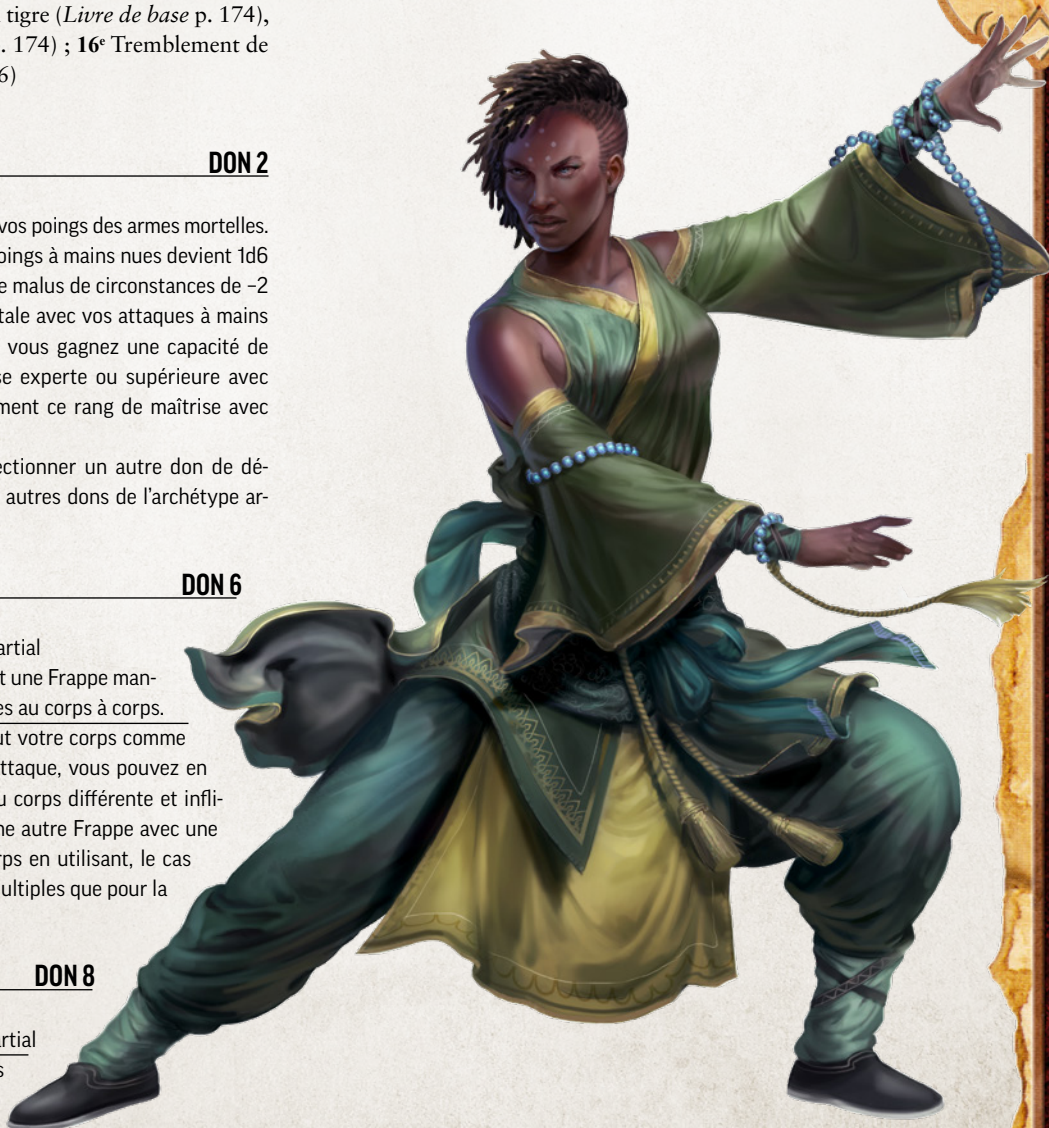 tigre (Livre de base p. 174),
. 174) ; 16e Tremblement de
6)
DON 2
vos poings des armes mortelles.
oings à mains nues devient 1d6
e malus de circonstances de –2
tale avec vos attaques à mains
vous gagnez une capacité de
se experte ou supérieure avec
ment ce rang de maîtrise avec
ectionner un autre don de dé-
autres dons de l'archétype ar-
DON 6
artial
t une Frappe man-
es au corps à corps.
ut votre corps comme
ttaque, vous pouvez en
u corps différente et infli-
ne autre Frappe avec une
rps en utilisant, le cas
ultiples que pour la
DON 8
artial
s